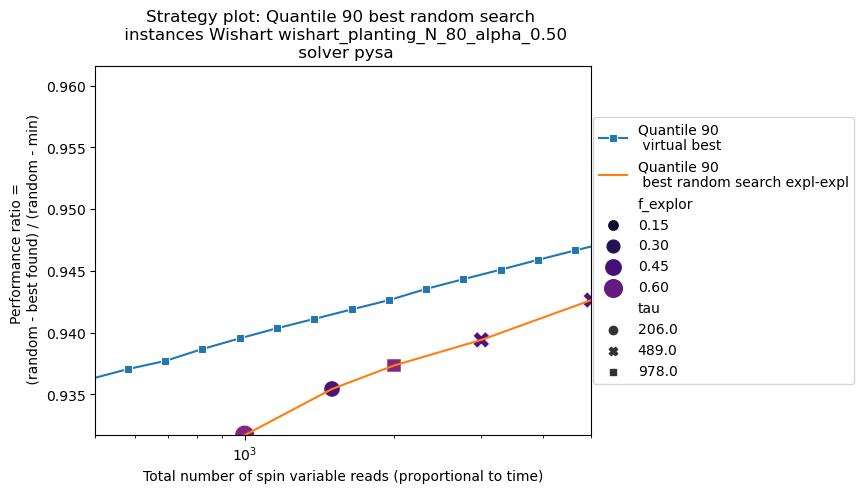 Strategy plot: Quantile 90 best random search
instances Wishart wishart_planting_N_80_alpha_0.50
solver pysa
Performance ratio =
(random - best found) / (random - min)
0.960
0.955
0.950
0.945
0.940
0.935
10^3
Total number of spin variable reads (proportional to time)
Quantile 90
virtual best
Quantile 90
best random search expl-expl
f_explor
0.15
0.30
0.45
0.60
tau
206.0
489.0
978.0